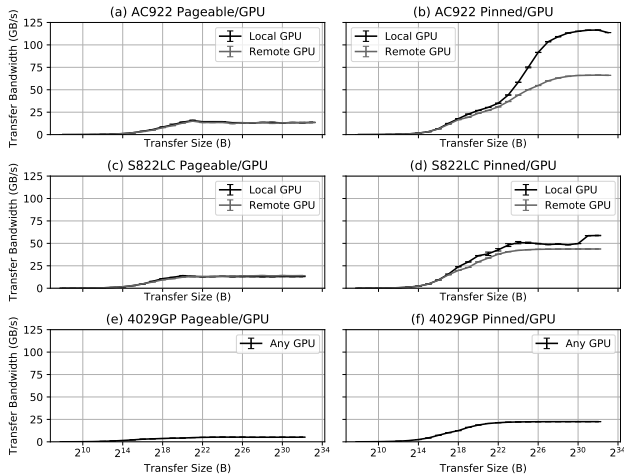 (a) AC922 Pageable/GPU
(b) AC922 Pinned/GPU
Transfer Bandwidth (GB/s)
125
100
75
50
25
0
Local GPU
Remote GPU
Local GPU
Remote GPU
Transfer Size (B)
Transfer Size (B)
(c) S822LC Pageable/GPU
(d) S822LC Pinned/GPU
Transfer Bandwidth (GB/s)
125
100
75
50
25
0
Local GPU
Remote GPU
Local GPU
Remote GPU
Transfer Size (B)
Transfer Size (B)
(e) 4029GP Pageable/GPU
(f) 4029GP Pinned/GPU
Transfer Bandwidth (GB/s)
125
100
75
50
25
0
Any GPU
Any GPU
2^10 2^14 2^18 2^22 2^26 2^30 2^34
2^10 2^14 2^18 2^22 2^26 2^30 2^34
Transfer Size (B)
Transfer Size (B)